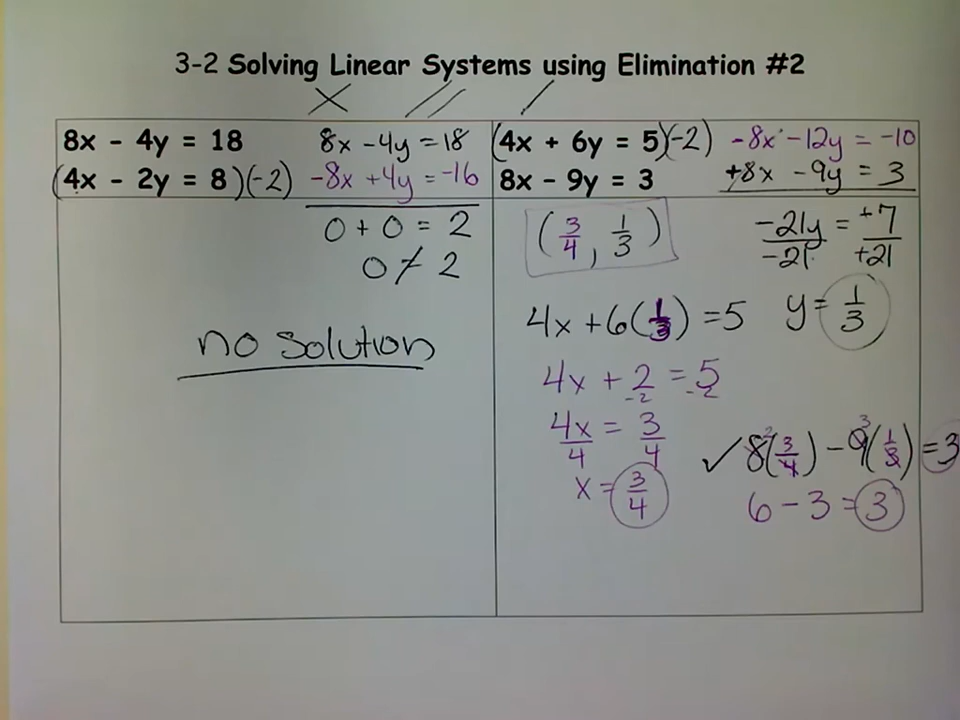 3-2 Solving Linear Systems using Elimination #2
8x - 4y = 18
(4x - 2y = 8)(-2)
8x - 4y = 18
-8x + 4y = -16
0 + 0 = 2
0 ≠ 2
no solution
(4x + 6y = 5)(-2)
8x - 9y = 3
-8x - 12y = -10
+8x - 9y = 3
-21y = +7
-21 +21
y = 1/3
(3/4, 1/3)
4x + 6(1/3) = 5
4x + 2 = 5
-2 -2
4x/4 = 3/4
x = 3/4
✓ 8(3/4) - 9(1/3) = 3
6 - 3 = 3